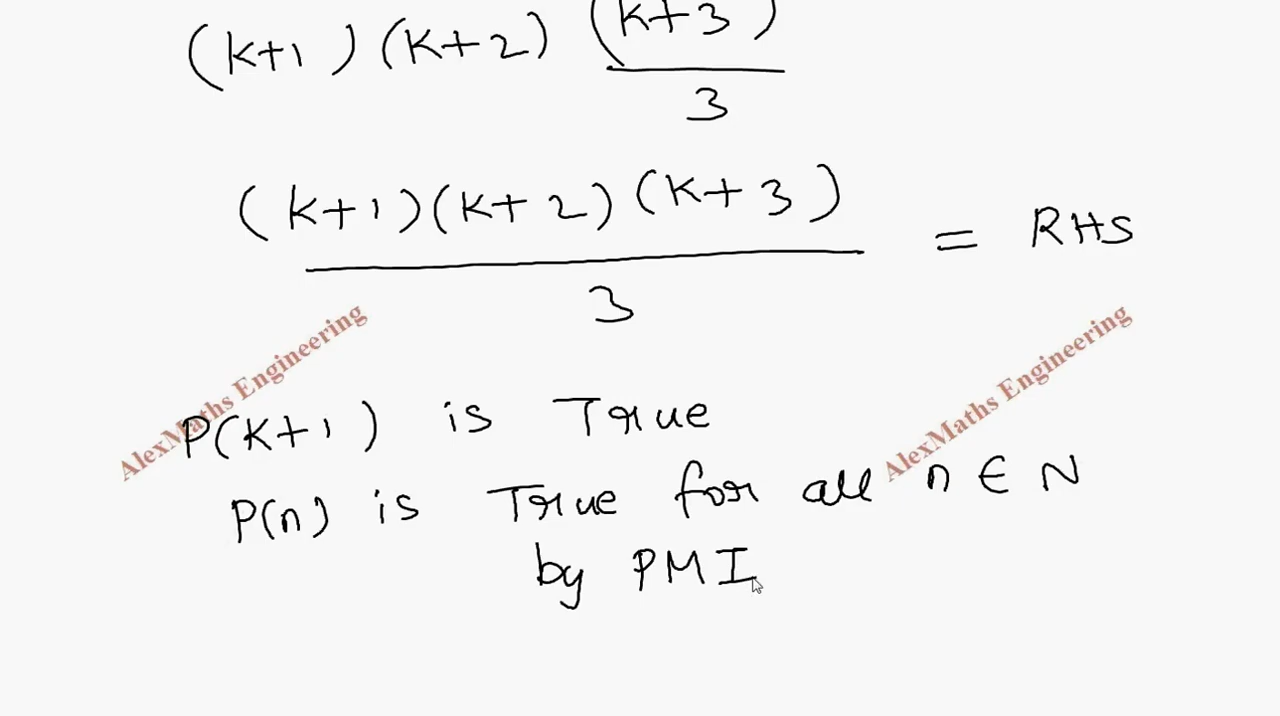 (k+1)(k+2) (k+3)
3
(k+1)(k+2)(k+3) = RHS
3
AlexMaths Engineering
AlexMaths Engineering
P(k+1) is True
P(n) is True for all n ∈ N
by PMI